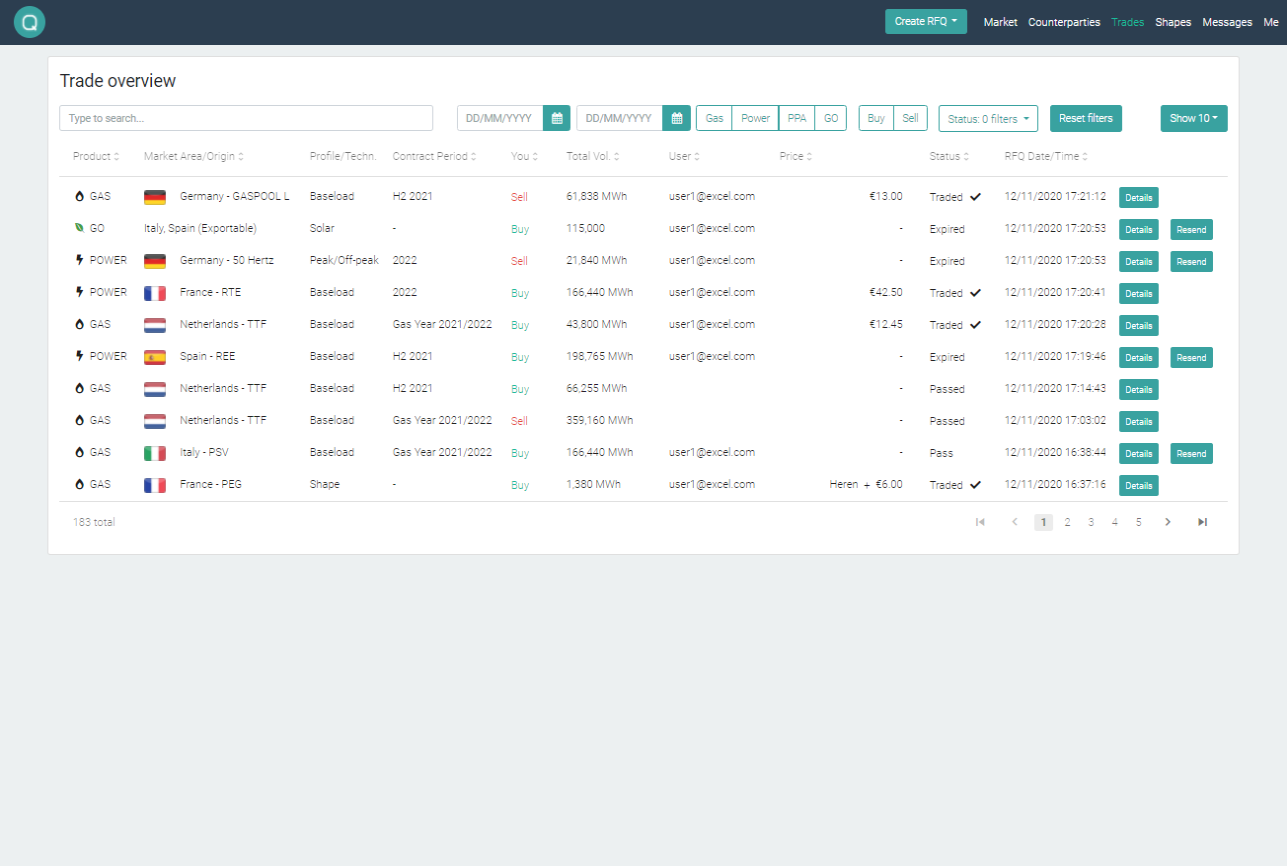 Q Create RFQ Market Counterparties Trades Shapes Messages Me
Trade overview
Type to search... DD/MM/YYYY DD/MM/YYYY Gas Power PPA GO Buy Sell Status: 0 filters Reset filters Show 10
Product Market Area/Origin Profile/Techn. Contract Period You Total Vol. User Price Status RFQ Date/Time
GAS Germany - GASPOOL L Baseload H2 2021 Sell 61,838 MWh user1@excel.com €13.00 Traded 12/11/2020 17:21:12 Details
GO Italy, Spain (Exportable) Solar - Buy 115,000 user1@excel.com - Expired 12/11/2020 17:20:53 Details Resend
POWER Germany - 50 Hertz Peak/Off-peak 2022 Sell 21,840 MWh user1@excel.com - Expired 12/11/2020 17:20:53 Details Resend
POWER France - RTE Baseload 2022 Buy 166,440 MWh user1@excel.com €42.50 Traded 12/11/2020 17:20:41 Details
GAS Netherlands - TTF Baseload Gas Year 2021/2022 Buy 43,800 MWh user1@excel.com €12.45 Traded 12/11/2020 17:20:28 Details
POWER Spain - REE Baseload H2 2021 Buy 198,765 MWh user1@excel.com - Expired 12/11/2020 17:19:46 Details Resend
GAS Netherlands - TTF Baseload H2 2021 Buy 66,255 MWh - Passed 12/11/2020 17:14:43 Details
GAS Netherlands - TTF Baseload Gas Year 2021/2022 Sell 359,160 MWh - Passed 12/11/2020 17:03:02 Details
GAS Italy - PSV Baseload Gas Year 2021/2022 Buy 166,440 MWh user1@excel.com - Pass 12/11/2020 16:38:44 Details Resend
GAS France - PEG Shape - Buy 1,380 MWh user1@excel.com Heren + €6.00 Traded 12/11/2020 16:37:16 Details
183 total 1 2 3 4 5